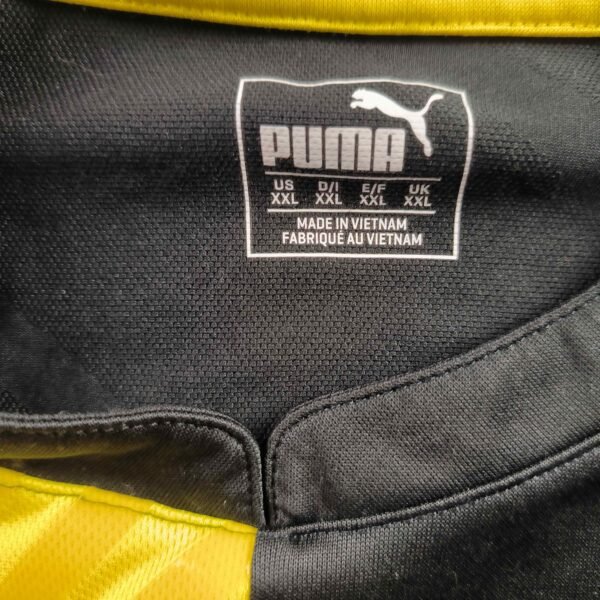 PUMA
US D/I E/F UK
XXL XXL XXL XXL
MADE IN VIETNAM
FABRIQUÉ AU VIETNAM